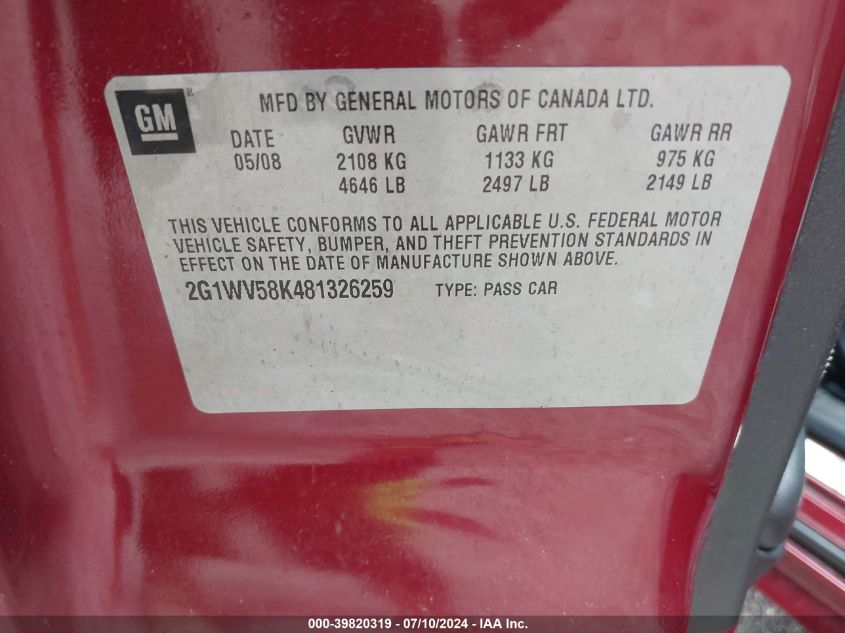 GM ®
MFD BY GENERAL MOTORS OF CANADA LTD.
DATE GVWR GAWR FRT GAWR RR
05/08 2108 KG 1133 KG 975 KG
4646 LB 2497 LB 2149 LB
THIS VEHICLE CONFORMS TO ALL APPLICABLE U.S. FEDERAL MOTOR
VEHICLE SAFETY, BUMPER, AND THEFT PREVENTION STANDARDS IN
EFFECT ON THE DATE OF MANUFACTURE SHOWN ABOVE.
2G1WV58K481326259 TYPE: PASS CAR
000-39820319 - 07/10/2024 - IAA Inc.